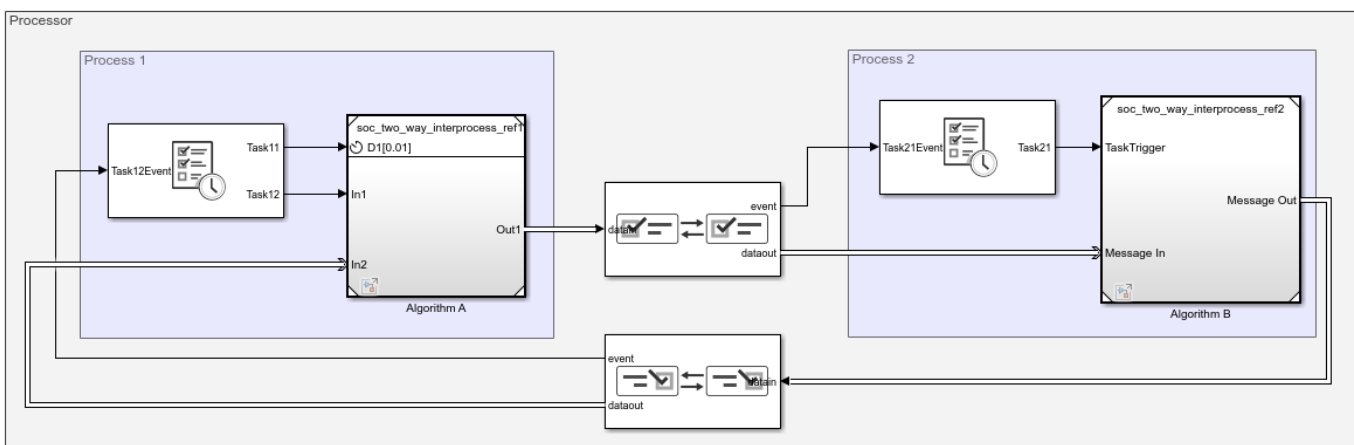 Processor
Process 1
Task12Event
Task11
Task12
soc_two_way_interprocess_ref1
D1[0.01]
In1
Out1
In2
Algorithm A
datain
event
dataout
Process 2
Task21Event
Task21
soc_two_way_interprocess_ref2
TaskTrigger
Message Out
Message In
Algorithm B
event
dataout
datain